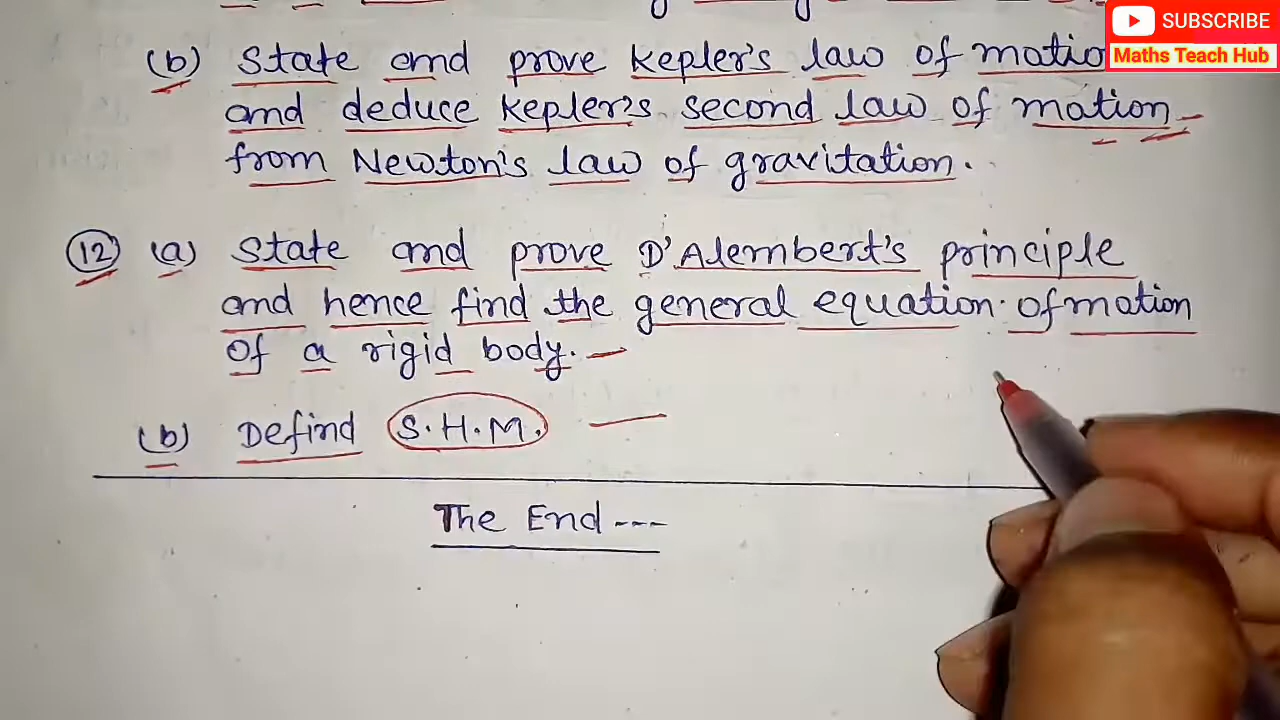 SUBSCRIBE
Maths Teach Hub
(b) State and prove Kepler's law of motio
and deduce Kepler's second law of motion
from Newton's law of gravitation.
12 (a) State and prove D'Alembert's principle
and hence find the general equation of motion
of a rigid body.
(b) Defind S.H.M.
The End ---